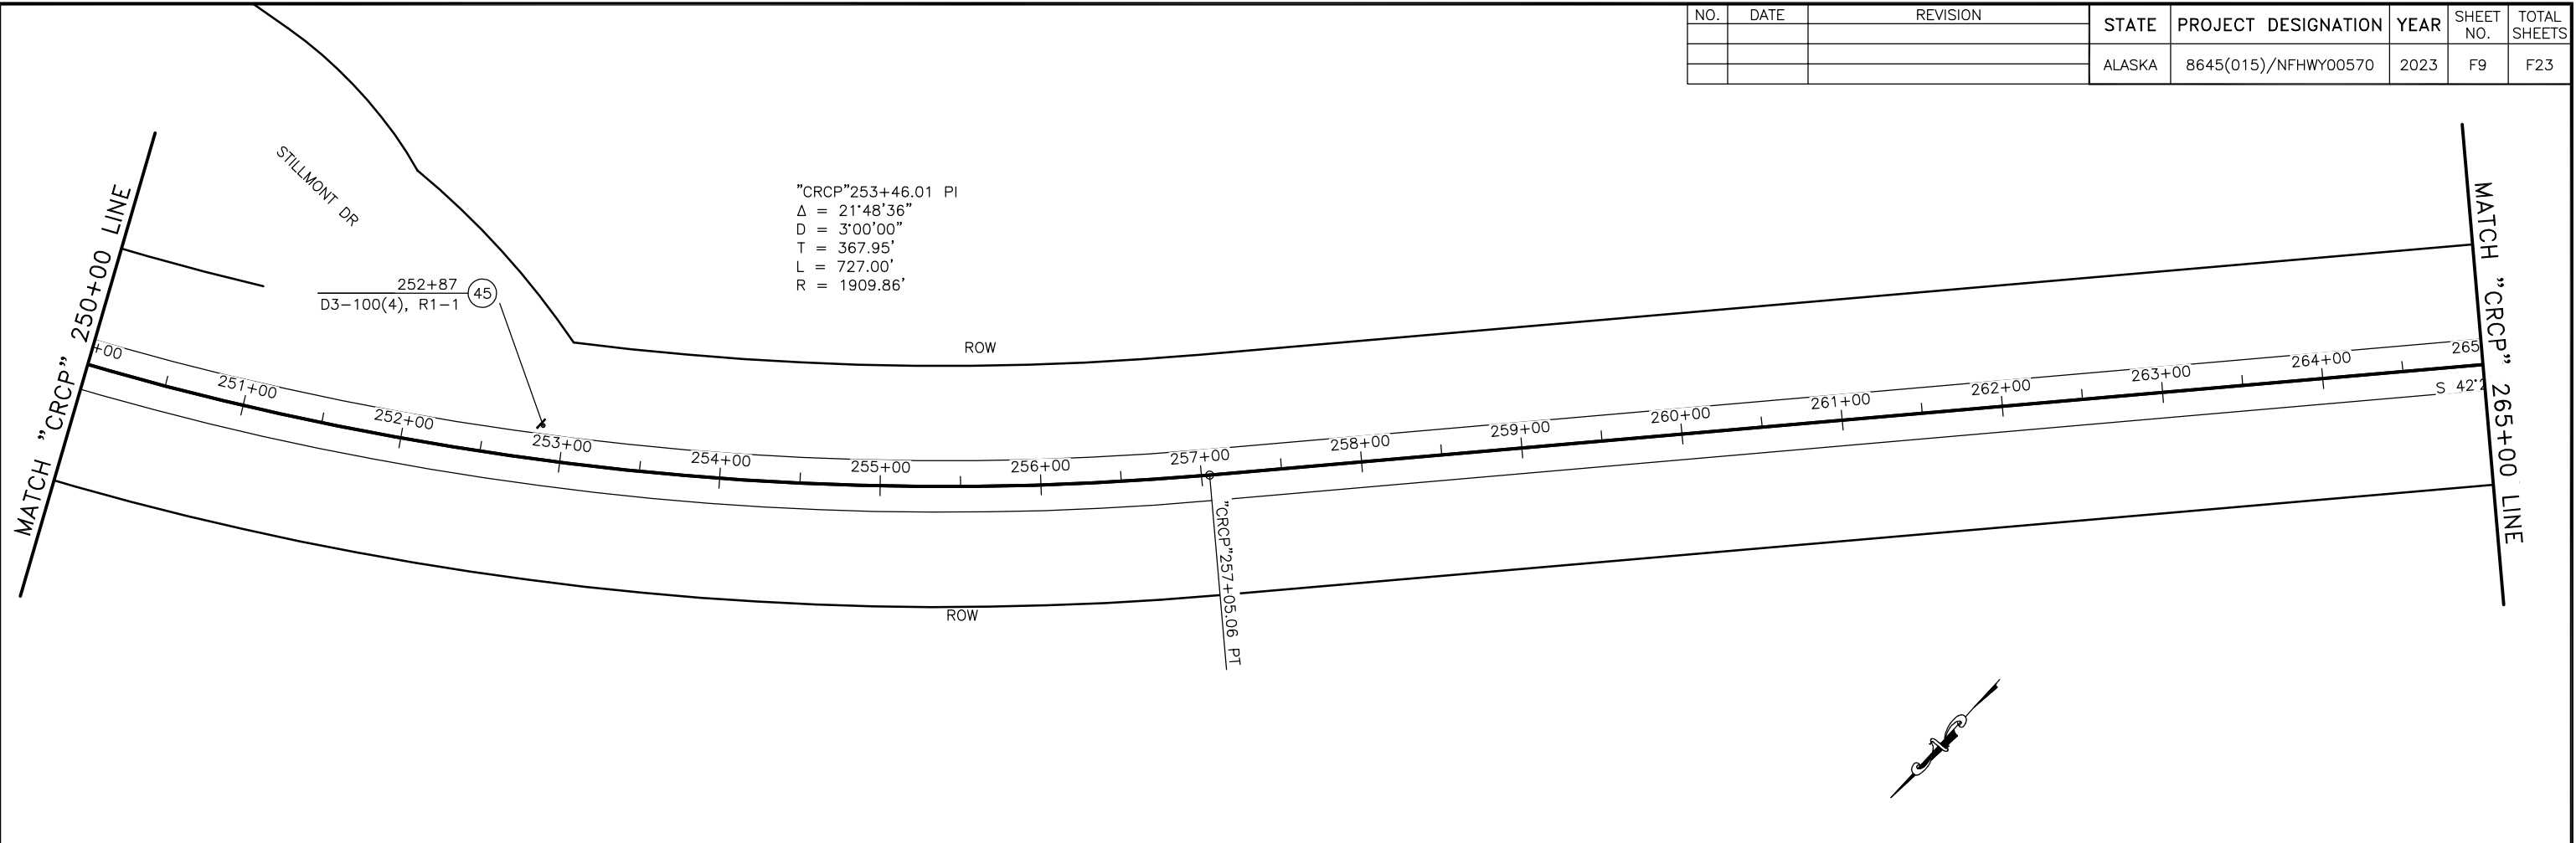 NO. DATE REVISION
STATE PROJECT DESIGNATION YEAR SHEET NO. TOTAL SHEETS
ALASKA 8645(015)/NFHWY00570 2023 F9 F23
MATCH "CRCP" 250+00 LINE
STILLMONT DR
252+87
D3-100(4), R1-1
45
"CRCP"253+46.01 PI
Δ = 21°48'36"
D = 3°00'00"
T = 367.95'
L = 727.00'
R = 1909.86'
ROW
+00
251+00
252+00
253+00
254+00
255+00
256+00
257+00
258+00
259+00
260+00
261+00
262+00
263+00
264+00
265
S 42°2
"CRCP"257+05.06 PT
ROW
MATCH "CRCP" 265+00 LINE